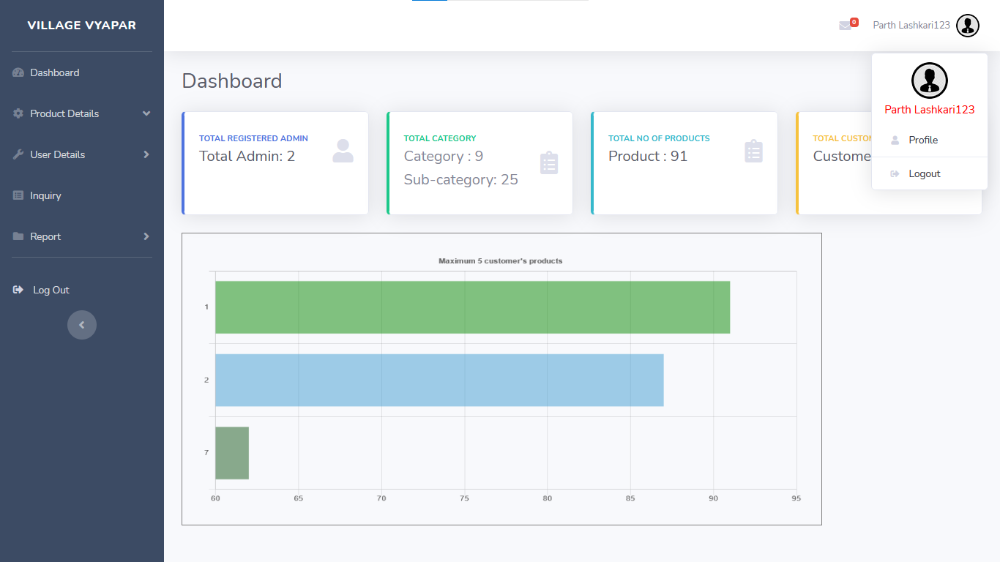 VILLAGE VYAPAR
Dashboard
Product Details
User Details
Inquiry
Report
Log Out
0
Parth Lashkari123
Parth Lashkari123
Profile
Logout
Dashboard
TOTAL REGISTERED ADMIN
Total Admin: 2
TOTAL CATEGORY
Category : 9
Sub-category: 25
TOTAL NO OF PRODUCTS
Product : 91
TOTAL CUSTOM
Custome
Maximum 5 customer's products
1
2
7
60 65 70 75 80 85 90 95